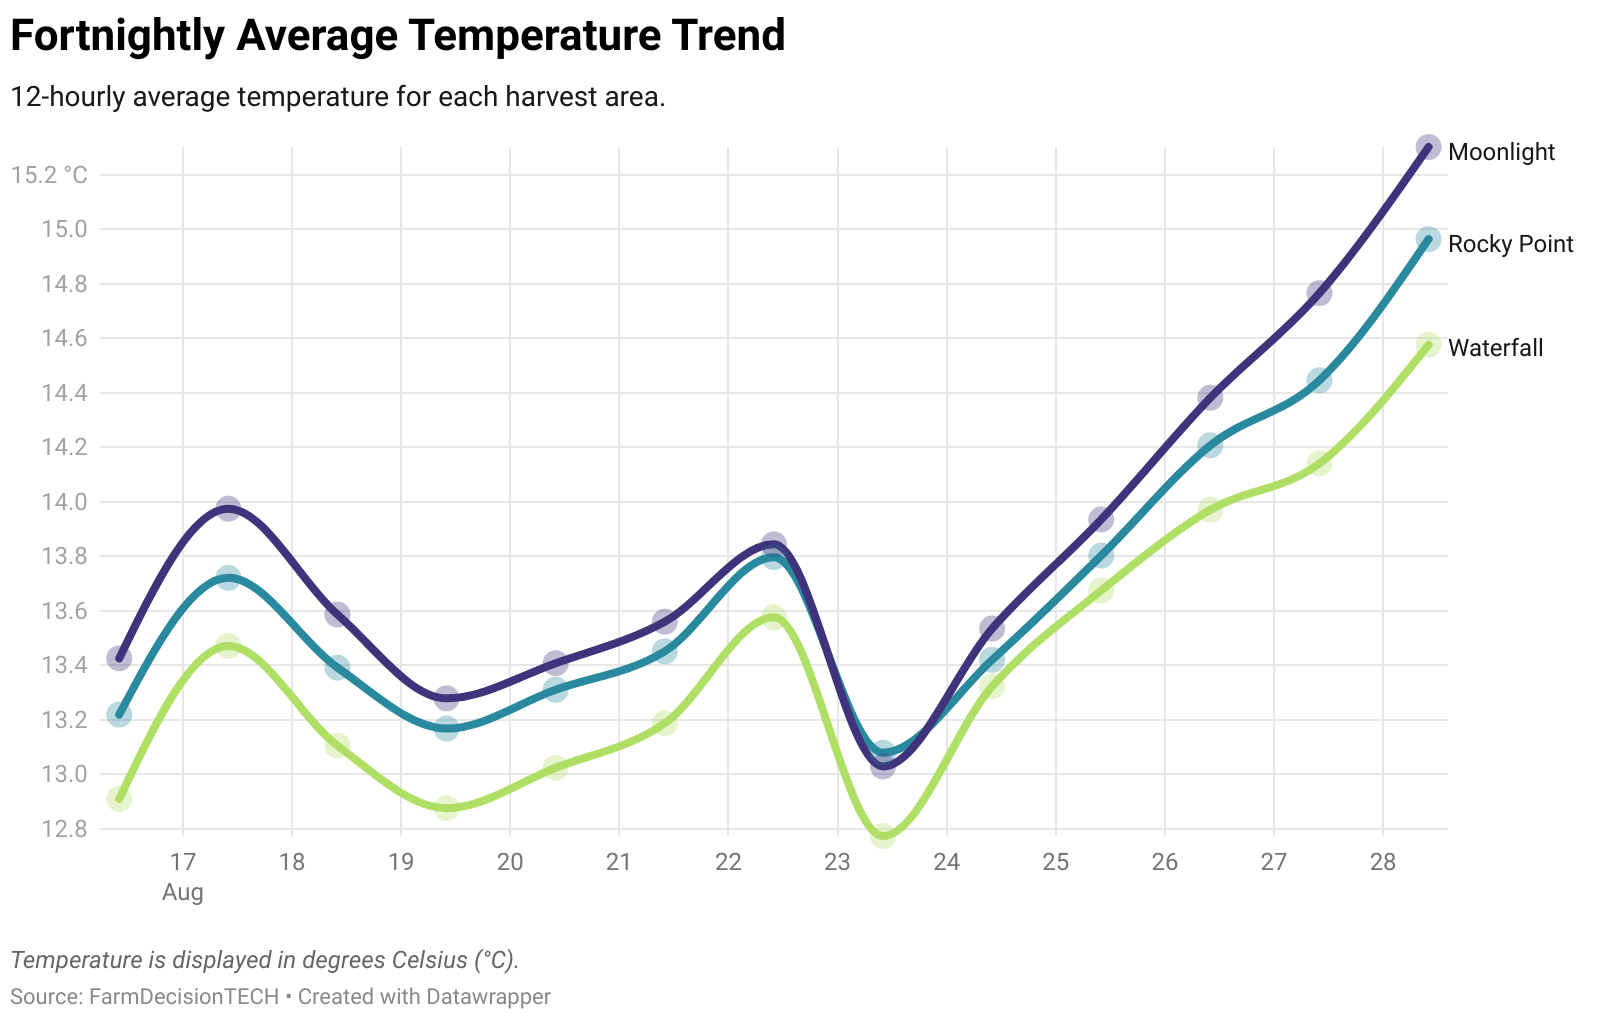 Fortnightly Average Temperature Trend
12-hourly average temperature for each harvest area.
15.2 °C
15.0
14.8
14.6
14.4
14.2
14.0
13.8
13.6
13.4
13.2
13.0
12.8
Moonlight
Rocky Point
Waterfall
17 18 19 20 21 22 23 24 25 26 27 28
Aug
Temperature is displayed in degrees Celsius (°C).
Source: FarmDecisionTECH • Created with Datawrapper